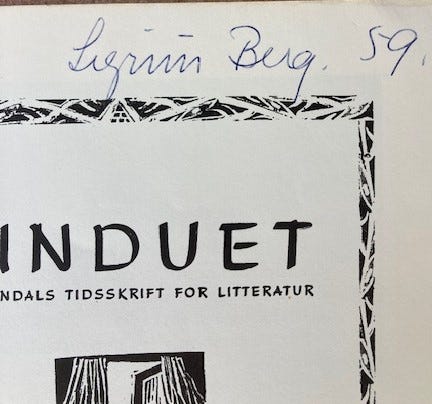 Sigrun Berg. 59.
INDUET
NDALS TIDSSKRIFT FOR LITTERATUR